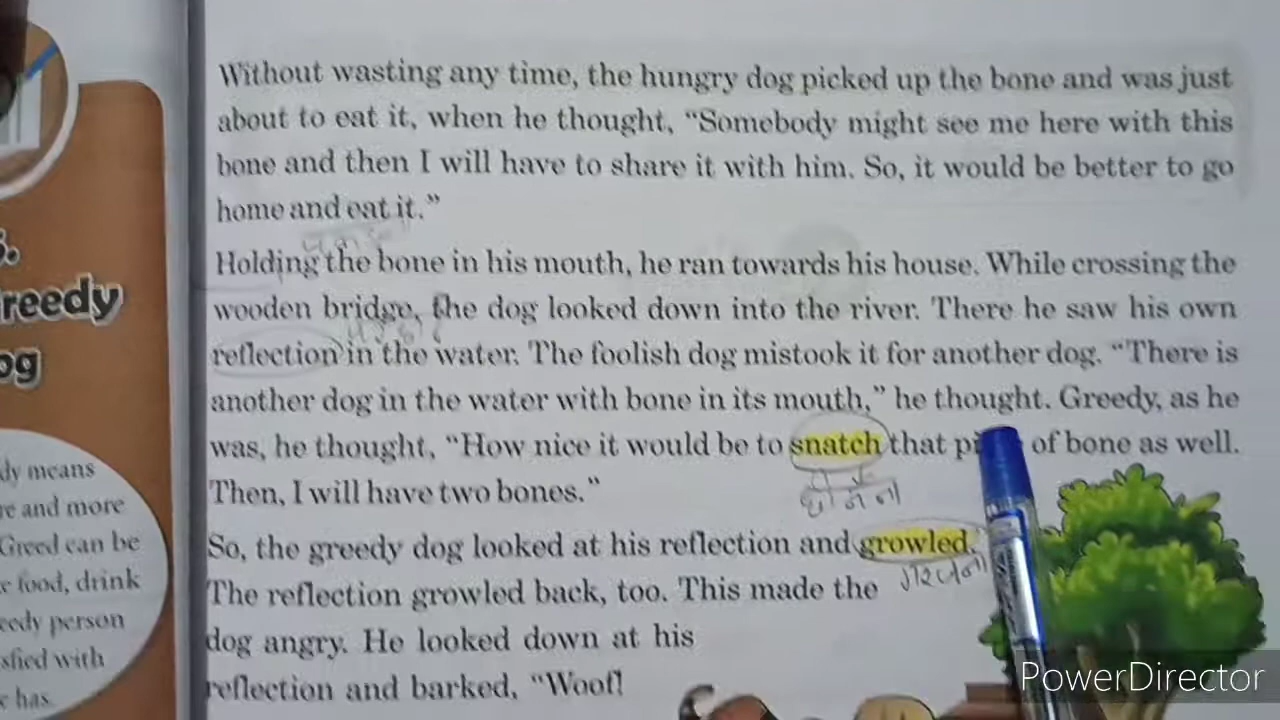 Without wasting any time, the hungry dog picked up the bone and was just
about to eat it, when he thought, “Somebody might see me here with this
bone and then I will have to share it with him. So, it would be better to go
home and eat it.”
Holding the bone in his mouth, he ran towards his house. While crossing the
wooden bridge, the dog looked down into the river. There he saw his own
reflection in the water. The foolish dog mistook it for another dog. “There is
another dog in the water with bone in its mouth,” he thought. Greedy, as he
was, he thought, “How nice it would be to snatch that of bone as well.
Then, I will have two bones.”
So, the greedy dog looked at his reflection and growled.
The reflection growled back, too. This made the
dog angry. He looked down at his
reflection and barked, “Woof!
reedy
og
dy means
re and more
Greed can be
food, drink
eedy person
sfied with
has.
PowerDirector